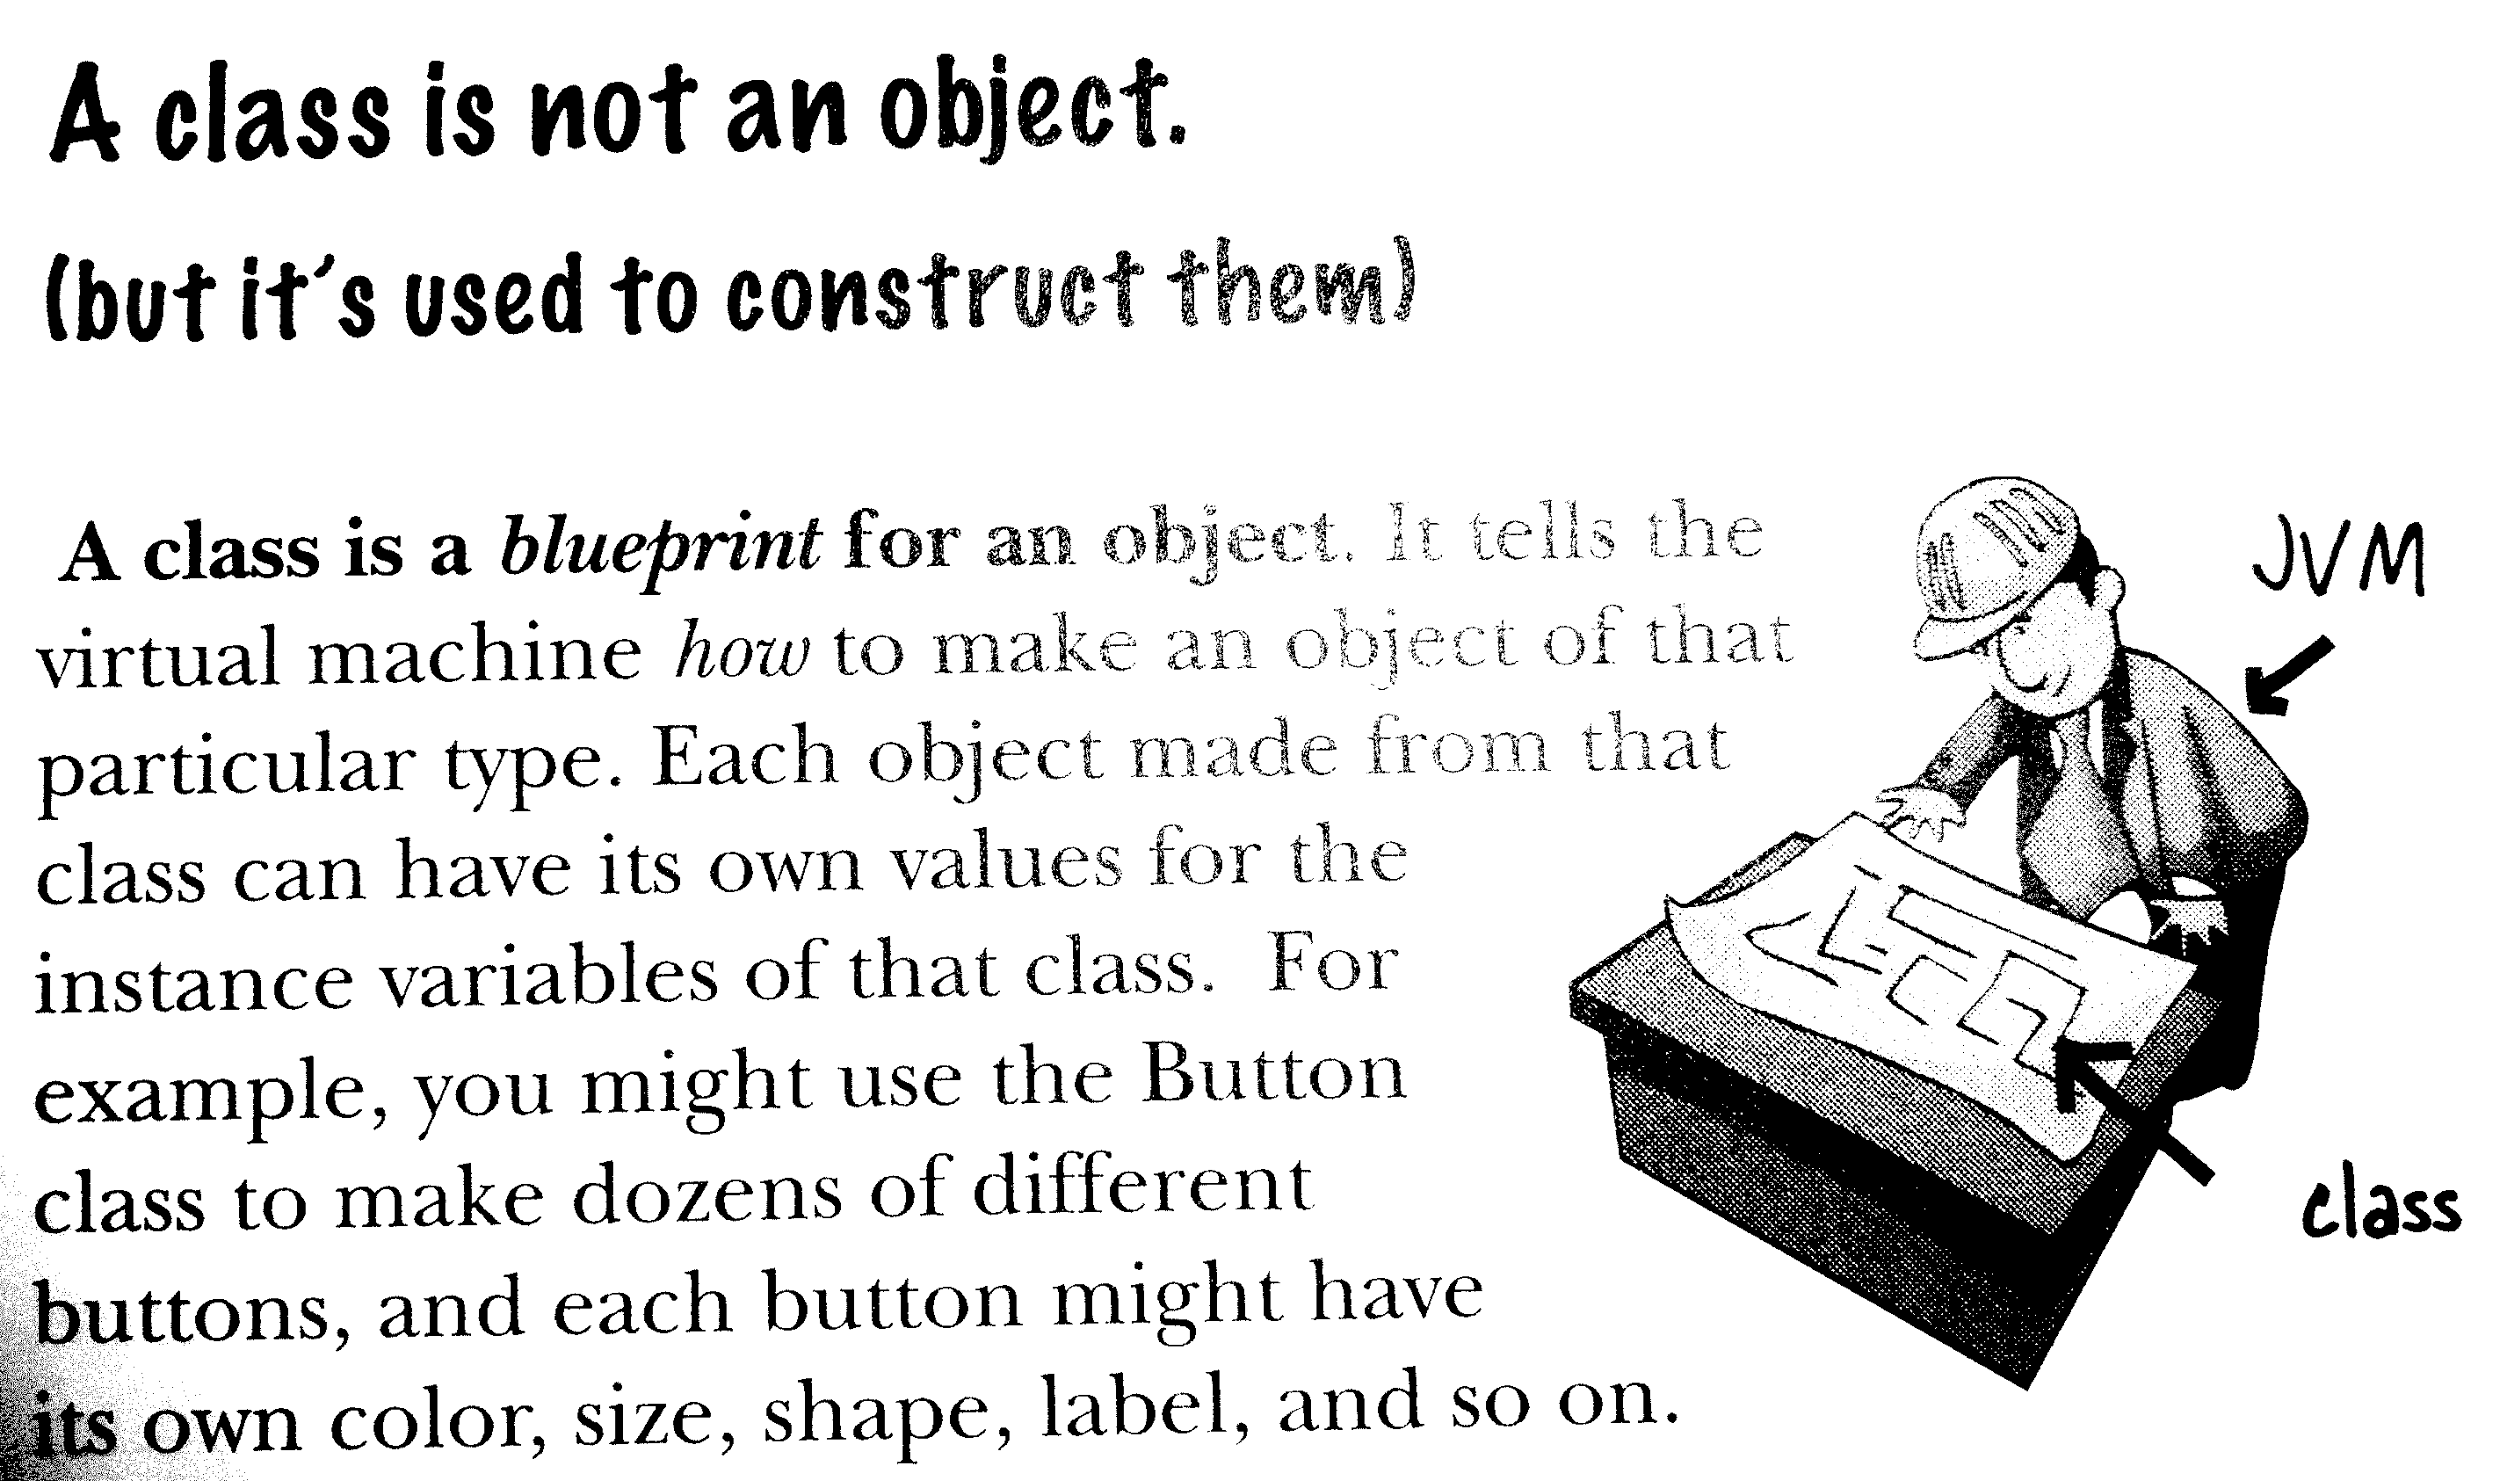 A class is not an object.
(but it's used to construct them)
A class is a blueprint for an object. It tells the
virtual machine how to make an object of that
particular type. Each object made from that
class can have its own values for the
instance variables of that class. For
example, you might use the Button
class to make dozens of different
buttons, and each button might have
its own color, size, shape, label, and so on.
JVM
class